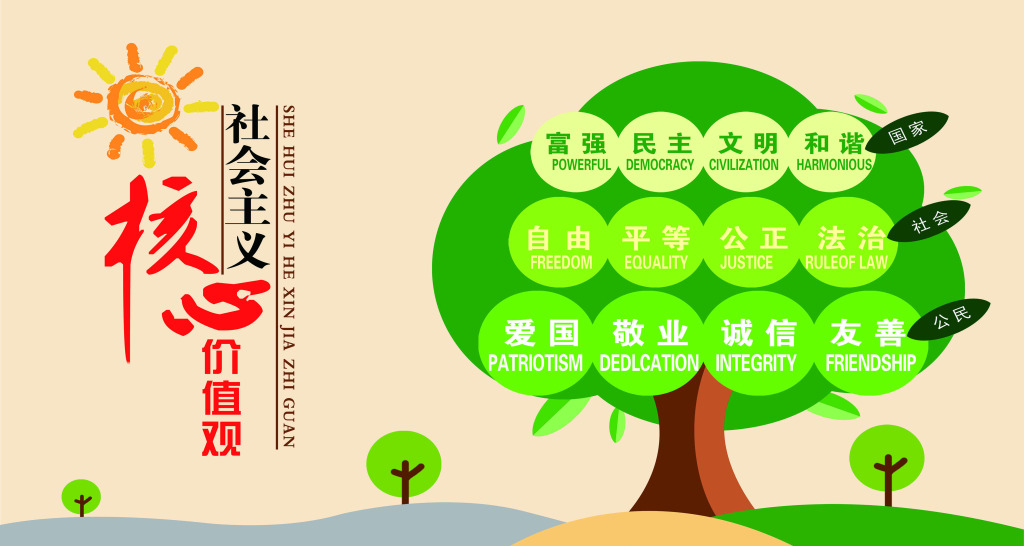 社会主义
核心
价值观
SHE HUI ZHU YI HE XIN JIA ZHI GUAN
富强 民主 文明 和谐 国家
POWERFUL DEMOCRACY CIVILIZATION HARMONIOUS
自由 平等 公正 法治 社会
FREEDOM EQUALITY JUSTICE RULEOF LAW
爱国 敬业 诚信 友善 公民
PATRIOTISM DEDLCATION INTEGRITY FRIENDSHIP